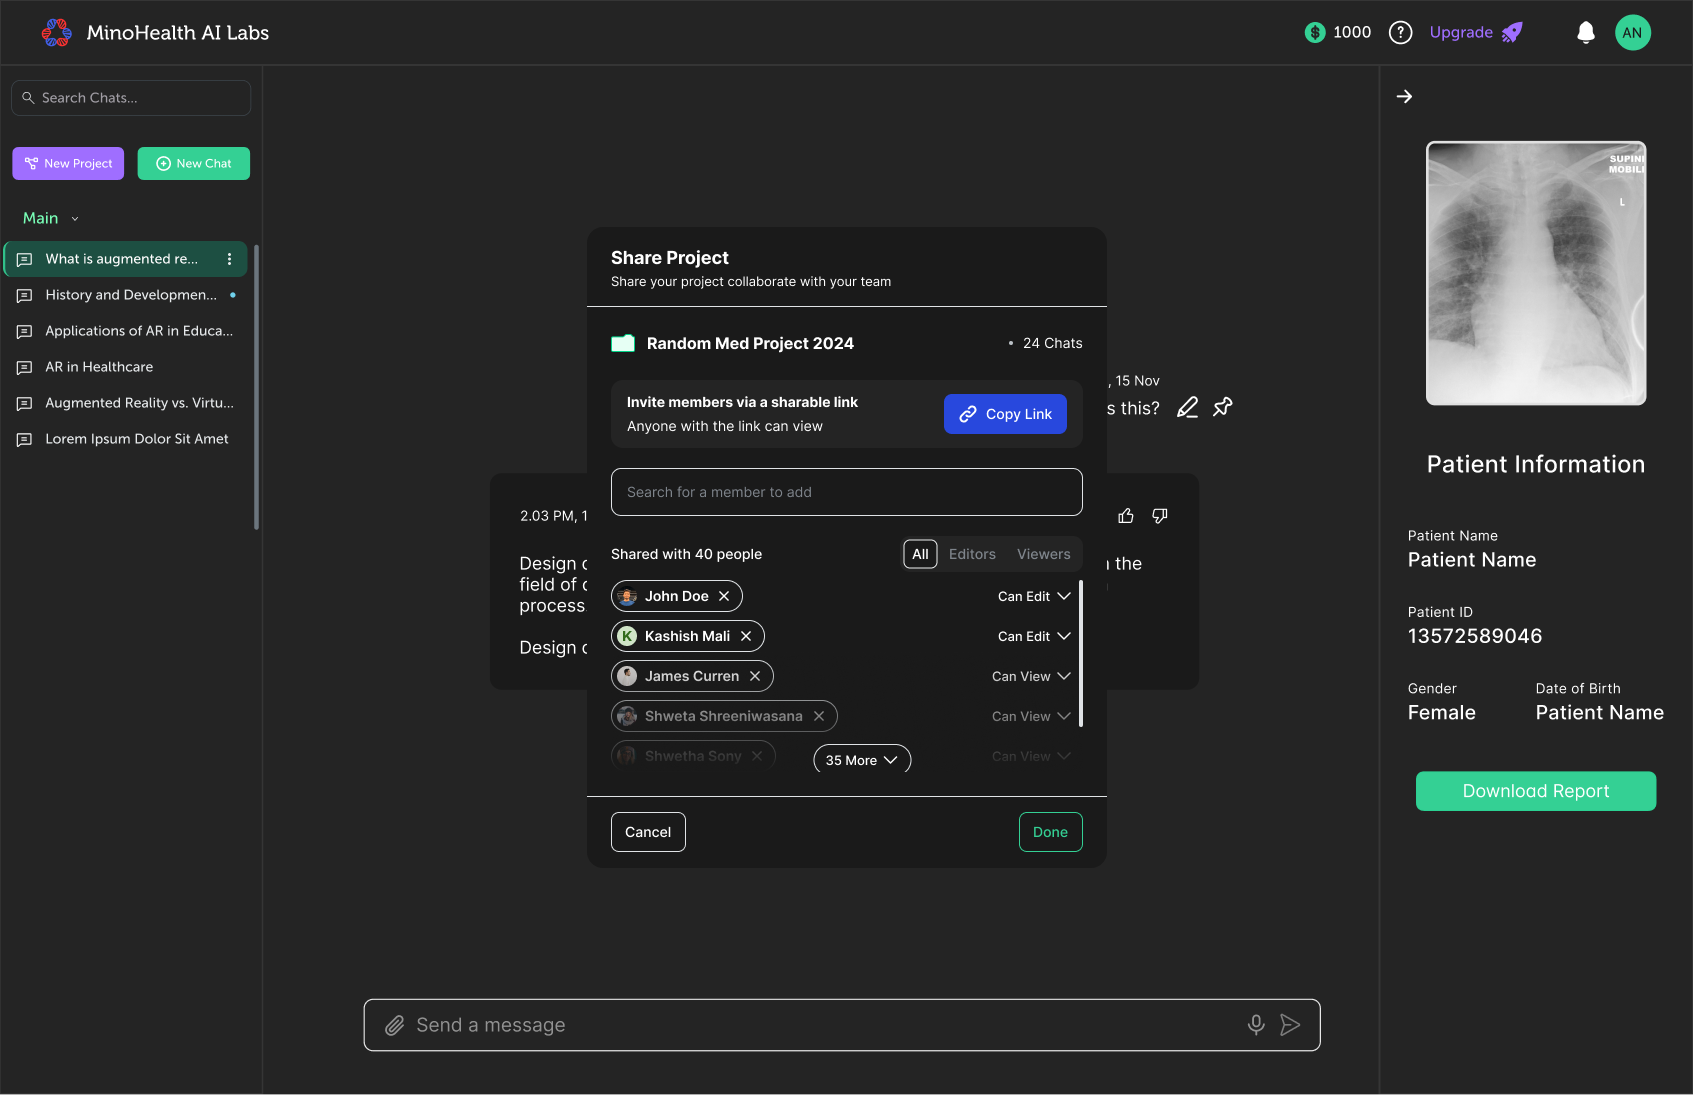 MinoHealth AI Labs
1000
?
Upgrade
AN
Search Chats...
New Project
New Chat
Main
What is augmented re...
History and Developmen...
Applications of AR in Educa...
AR in Healthcare
Augmented Reality vs. Virtu...
Lorem Ipsum Dolor Sit Amet
, 15 Nov
s this?
2.03 PM, 1
Design
field of
process.
Design
the
Share Project
Share your project collaborate with your team
Random Med Project 2024
• 24 Chats
Invite members via a sharable link
Anyone with the link can view
Copy Link
Search for a member to add
Shared with 40 people
All Editors Viewers
John Doe Can Edit
K Kashish Mali Can Edit
James Curren Can View
Shweta Shreeniwasana Can View
Shwetha Sony Can View
35 More
Cancel
Done
Send a message
SUPIN
MOBILI
L
Patient Information
Patient Name
Patient Name
Patient ID
13572589046
Gender
Female
Date of Birth
Patient Name
Download Report